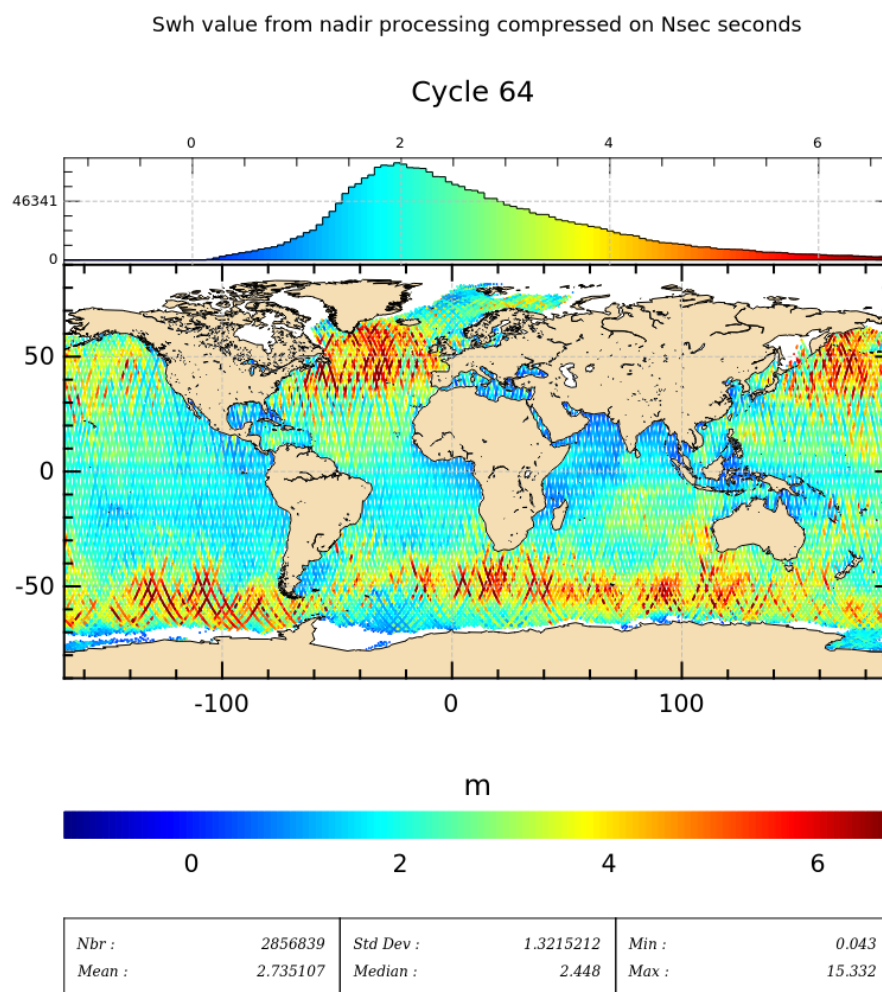 Swh value from nadir processing compressed on Nsec seconds
Cycle 64
0 2 4 6
46341
0
50
0
-50
-100 0 100
m
0 2 4 6
Nbr : 2856839 Std Dev : 1.3215212 Min : 0.043
Mean : 2.735107 Median : 2.448 Max : 15.332